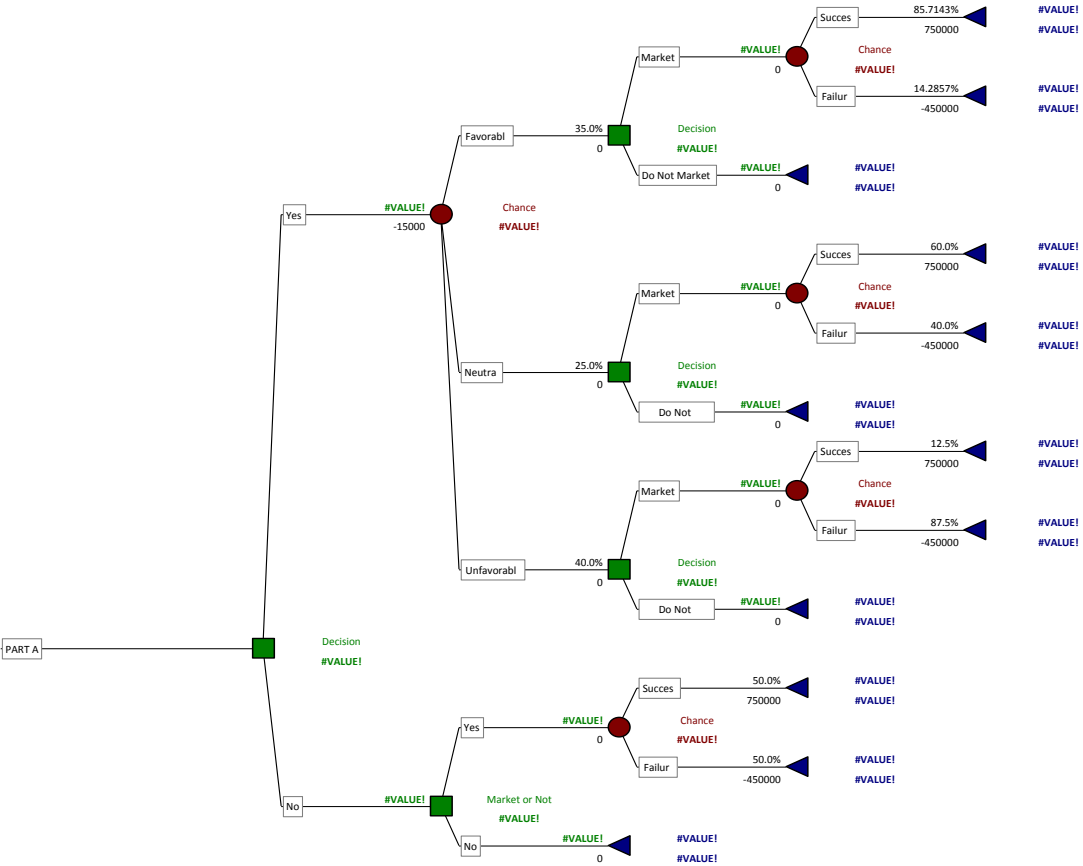 85.7143% #VALUE!
Succes
750000 #VALUE!
Market #VALUE! Chance
0 #VALUE!
14.2857% #VALUE!
Failur
-450000 #VALUE!
Favorabl 35.0% Decision
0 #VALUE!
Do Not Market #VALUE! #VALUE!
0 #VALUE!
Yes #VALUE! Chance
-15000 #VALUE!
60.0% #VALUE!
Succes
750000 #VALUE!
Market #VALUE! Chance
0 #VALUE!
40.0% #VALUE!
Failur
-450000 #VALUE!
Neutra 25.0% Decision
0 #VALUE!
Do Not #VALUE! #VALUE!
0 #VALUE!
12.5% #VALUE!
Succes
750000 #VALUE!
Market #VALUE! Chance
0 #VALUE!
87.5% #VALUE!
Failur
-450000 #VALUE!
Unfavorabl 40.0% Decision
0 #VALUE!
Do Not #VALUE! #VALUE!
0 #VALUE!
PART A Decision
#VALUE!
50.0% #VALUE!
Succes
750000 #VALUE!
Yes #VALUE! Chance
0 #VALUE!
50.0% #VALUE!
Failur
-450000 #VALUE!
No #VALUE! Market or Not
#VALUE!
No #VALUE! #VALUE!
0 #VALUE!